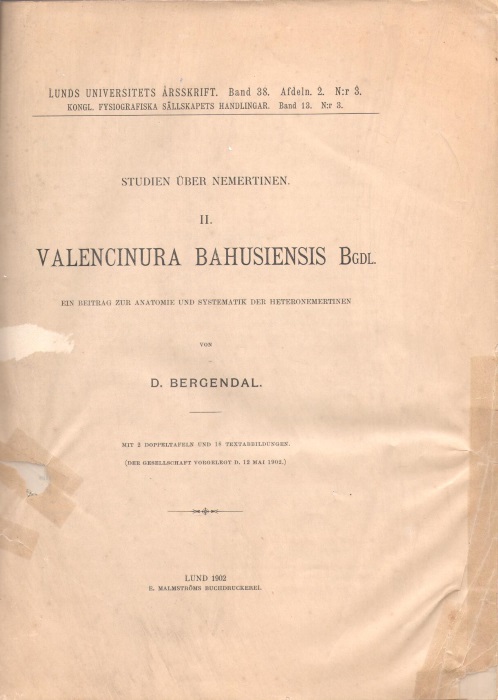 LUNDS UNIVERSITETS ÅRSSKRIFT. Band 38. Afdeln. 2. N:r 3.
KONGL. FYSIOGRAFISKA SÄLLSKAPETS HANDLINGAR. Band 13. N:r 3.
STUDIEN ÜBER NEMERTINEN.
II.
VALENCINURA BAHUSIENSIS BGDL.
EIN BEITRAG ZUR ANATOMIE UND SYSTEMATIK DER HETERONEMERTINEN
VON
D. BERGENDAL.
MIT 2 DOPPELTAFELN UND 18 TEXTABBILDUNGEN.
(DER GESELLSCHAFT VORGELEGT D. 12 MAI 1902.)
LUND 1902
E. MALMSTRÖMS BUCHDRUCKEREI.